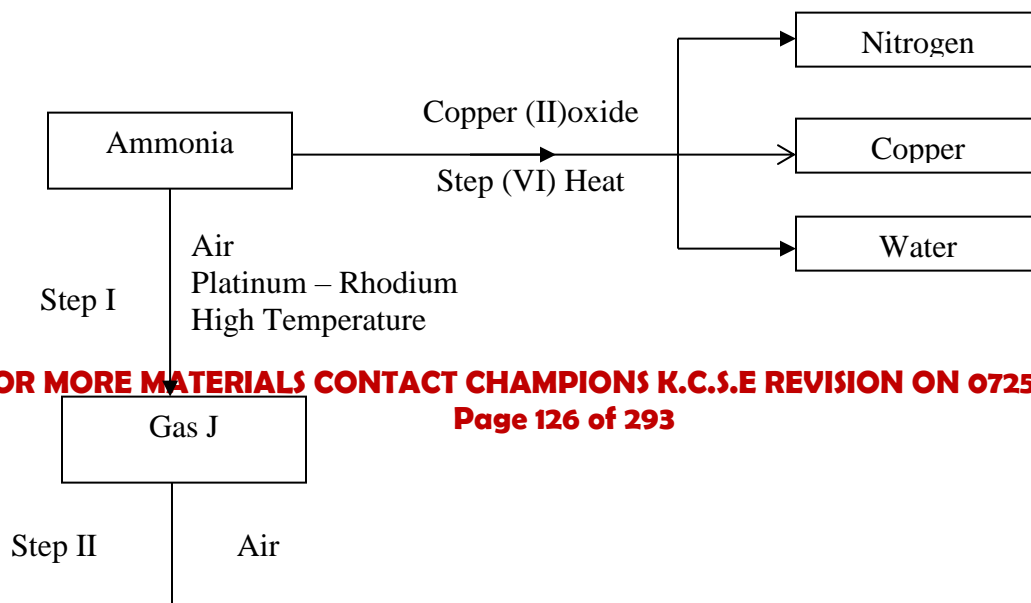 Nitrogen
Copper (II)oxide
Ammonia
Copper
Step (VI) Heat
Water
Air
Platinum – Rhodium
Step I
High Temperature
OR MORE MATERIALS CONTACT CHAMPIONS K.C.S.E REVISION ON 0725
Page 126 of 293
Gas J
Step II
Air